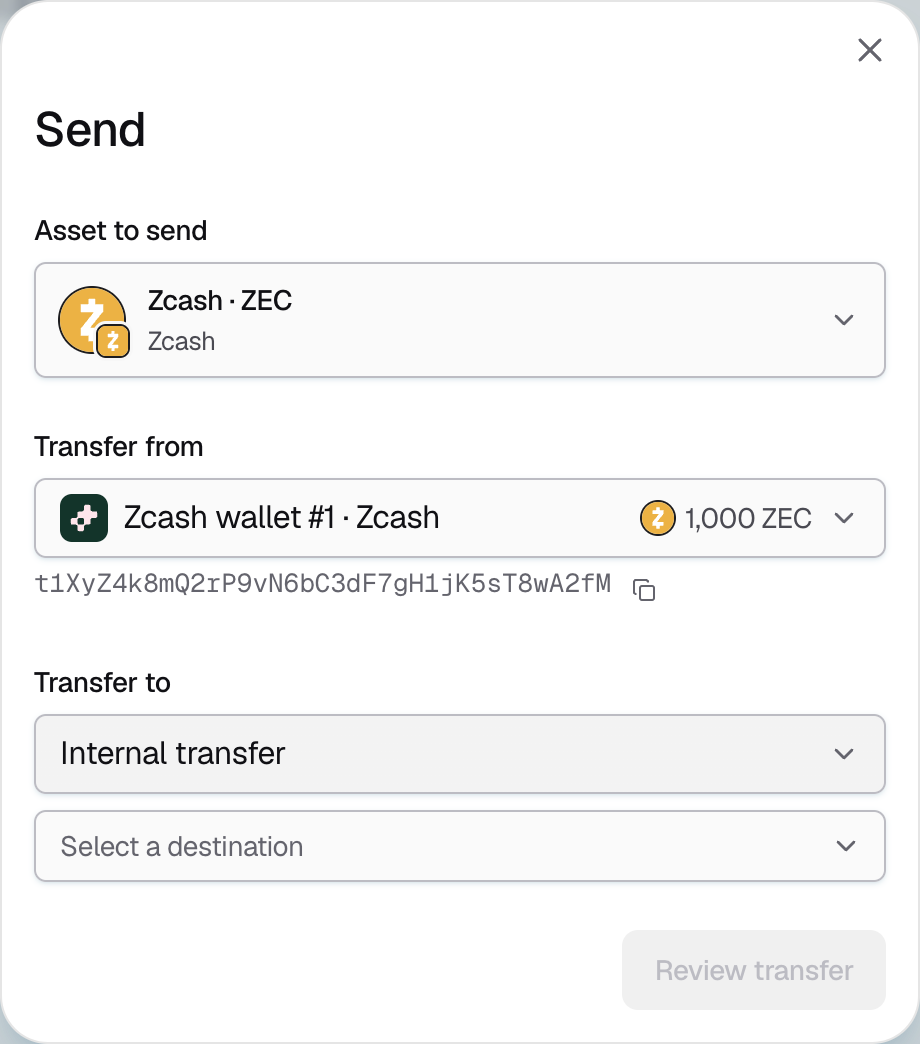 Send
Asset to send
Zcash · ZEC
Zcash
Transfer from
Zcash wallet #1 · Zcash 1,000 ZEC
t1XyZ4k8mQ2rP9vN6bC3dF7gH1jK5sT8wA2fM
Transfer to
Internal transfer
Select a destination
Review transfer